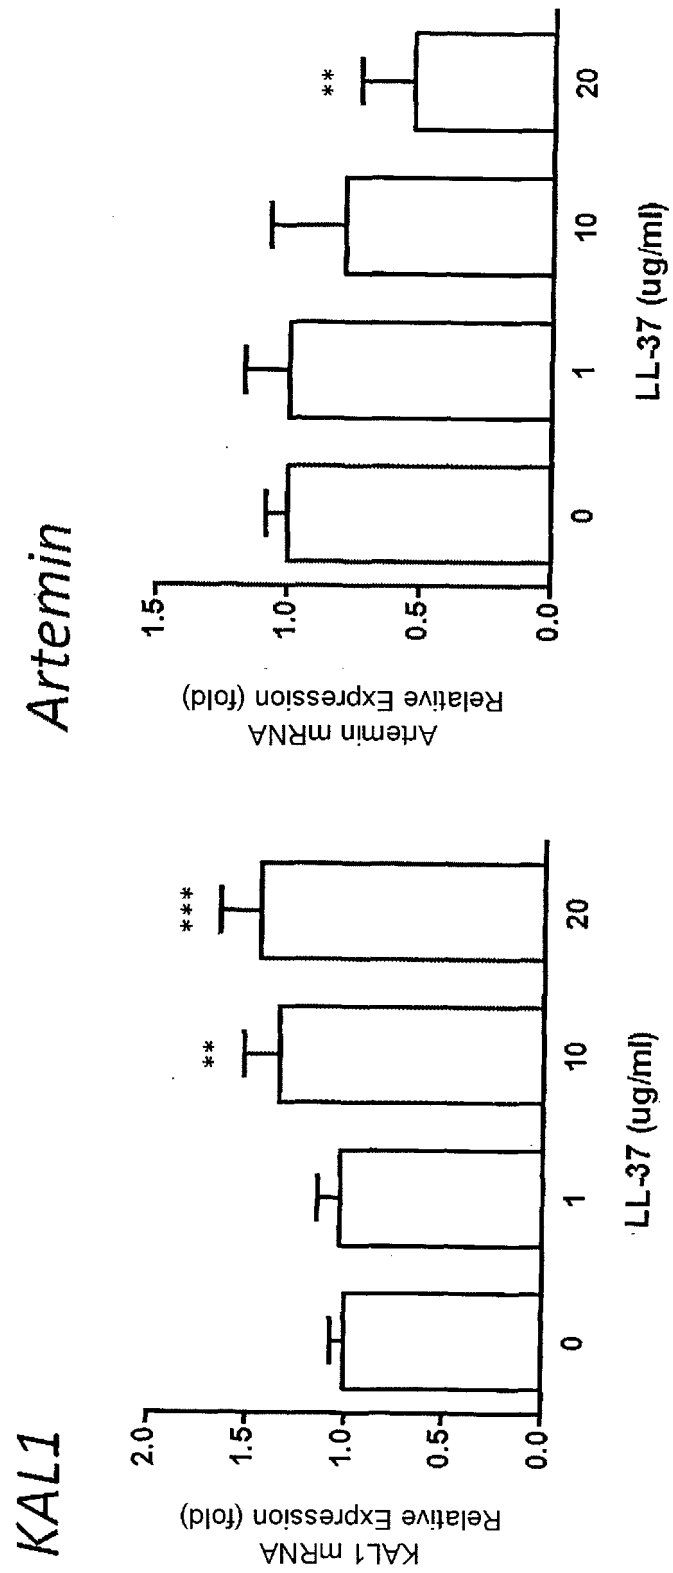 KAL1
KAL1 mRNA
Relative Expression (fold)
2.0
1.5
1.0
0.5
0.0
**
***
0
1
10
20
LL-37 (ug/ml)
Artemin
Artemin mRNA
Relative Expression (fold)
1.5
1.0
0.5
0.0
**
0
1
10
20
LL-37 (ug/ml)